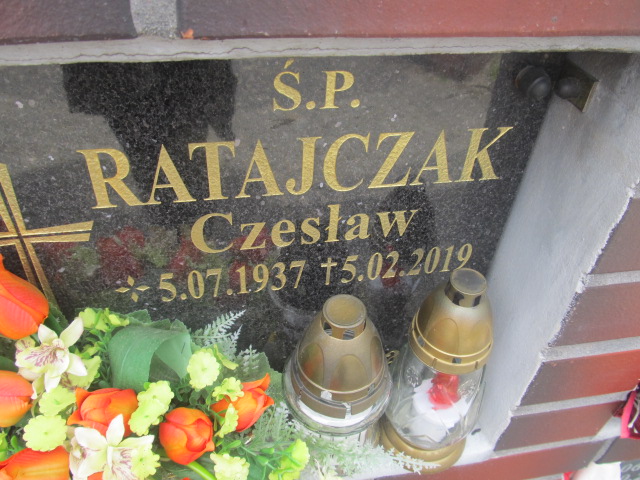 Ś.P.
RATAJCZAK
Czesław
5.07.1937 †5.02.2019